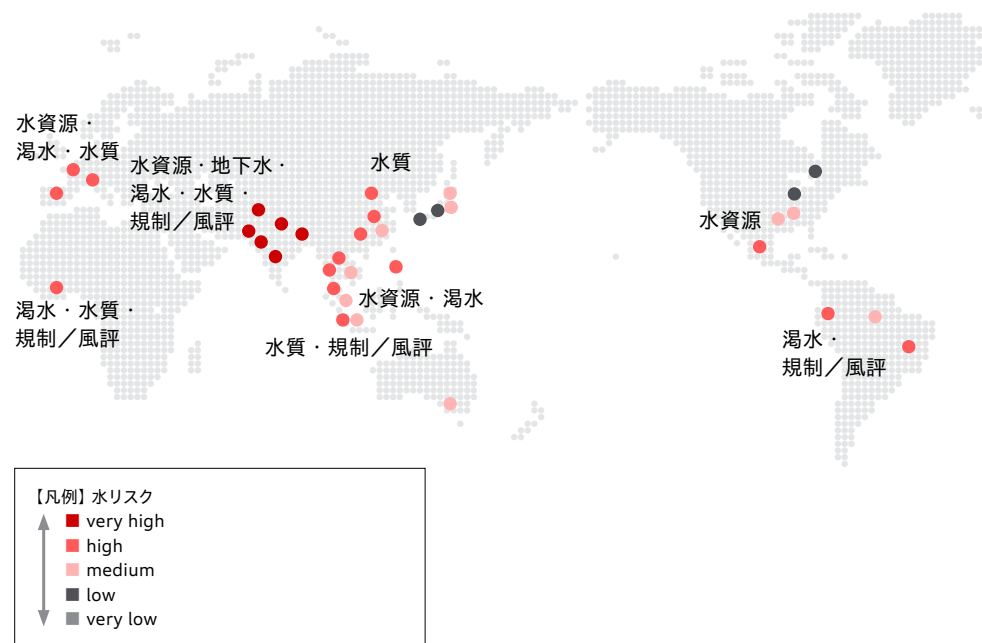 水資源・
渇水・水質
水資源・地下水・
渇水・水質・
規制／風評
水質
水資源
渇水・水質・
規制／風評
水資源・渇水
水質・規制／風評
渇水・
規制／風評
【凡例】水リスク
very high
high
medium
low
very low